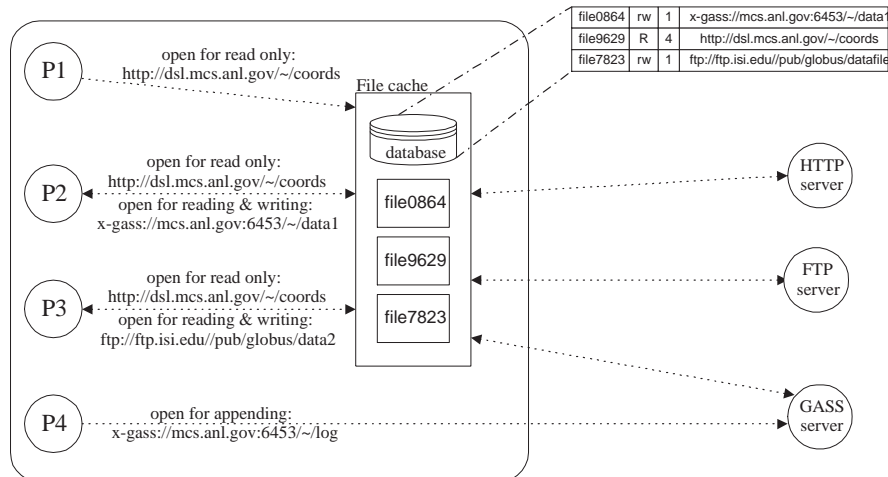 file0864 rw 1 x-gass://mcs.anl.gov:6453/~/data1
file9629 R 4 http://dsl.mcs.anl.gov/~/coords
file7823 rw 1 ftp://ftp.isi.edu//pub/globus/datafile
P1
open for read only:
http://dsl.mcs.anl.gov/~/coords
File cache
database
P2
open for read only:
http://dsl.mcs.anl.gov/~/coords
open for reading & writing:
x-gass://mcs.anl.gov:6453/~/data1
file0864
HTTP
server
file9629
P3
open for read only:
http://dsl.mcs.anl.gov/~/coords
open for reading & writing:
ftp://ftp.isi.edu//pub/globus/data2
file7823
FTP
server
P4
open for appending:
x-gass://mcs.anl.gov:6453/~/log
GASS
server